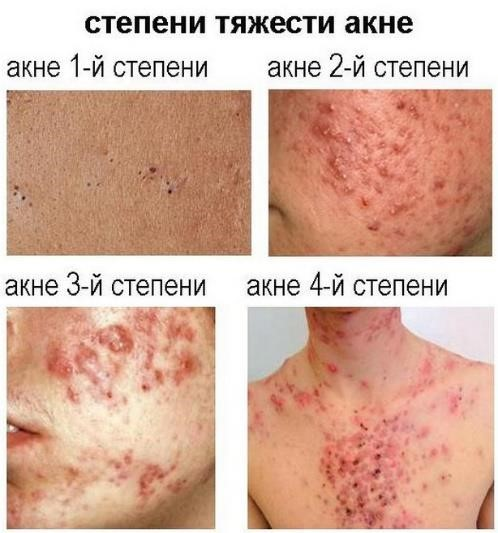 степени тяжести акне
акне 1-й степени
акне 2-й степени
акне 3-й степени
акне 4-й степени